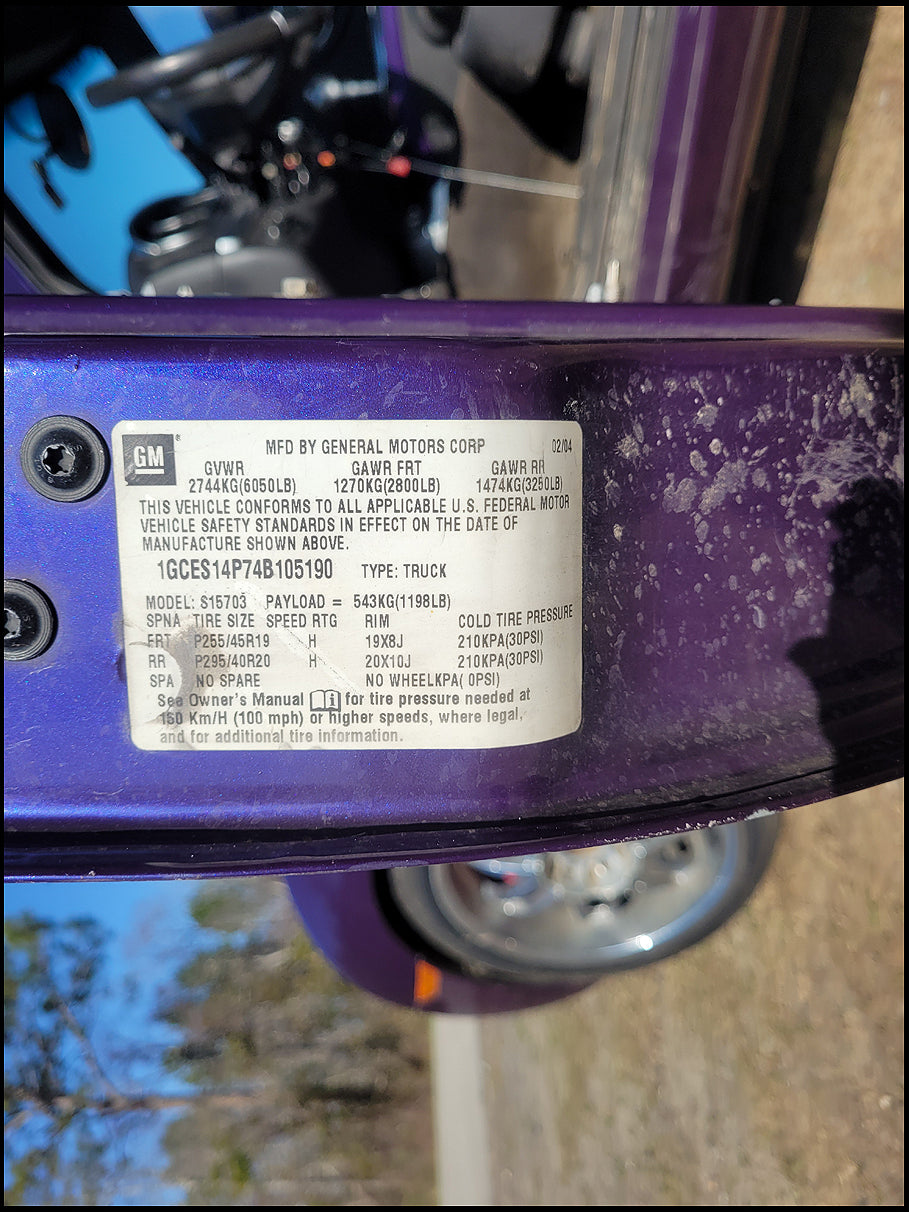 GM
MFD BY GENERAL MOTORS CORP 02/04
GVWR GAWR FRT GAWR RR
2744KG(6050LB) 1270KG(2800LB) 1474KG(3250LB)
THIS VEHICLE CONFORMS TO ALL APPLICABLE U.S. FEDERAL MOTOR
VEHICLE SAFETY STANDARDS IN EFFECT ON THE DATE OF
MANUFACTURE SHOWN ABOVE.
1GCES14P74B105190 TYPE: TRUCK
MODEL: S15703 PAYLOAD = 543KG(1198LB)
SPNA TIRE SIZE SPEED RTG RIM COLD TIRE PRESSURE
FRT P255/45R19 H 19X8J 210KPA(30PSI)
RR P295/40R20 H 20X10J 210KPA(30PSI)
SPA NO SPARE NO WHEELKPA( 0PSI)
See Owner's Manual i for tire pressure needed at
150 Km/H (100 mph) or higher speeds, where legal,
and for additional tire information.